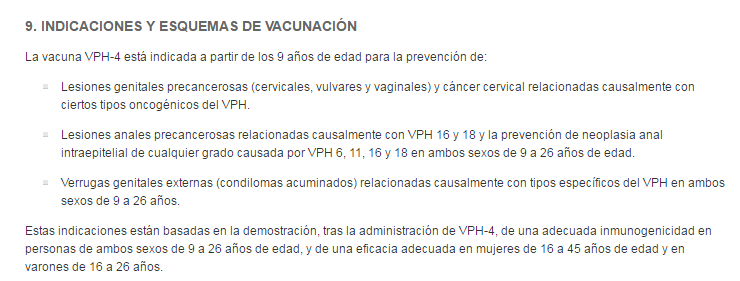 9. INDICACIONES Y ESQUEMAS DE VACUNACIÓN
La vacuna VPH-4 está indicada a partir de los 9 años de edad para la prevención de:
Lesiones genitales precancerosas (cervicales, vulvares y vaginales) y cáncer cervical relacionadas causalmente con
ciertos tipos oncogénicos del VPH.
Lesiones anales precancerosas relacionadas causalmente con VPH 16 y 18 y la prevención de neoplasia anal
intraepitelial de cualquier grado causada por VPH 6, 11, 16 y 18 en ambos sexos de 9 a 26 años de edad.
Verrugas genitales externas (condilomas acuminados) relacionadas causalmente con tipos específicos del VPH en ambos
sexos de 9 a 26 años.
Estas indicaciones están basadas en la demostración, tras la administración de VPH-4, de una adecuada inmunogenicidad en
personas de ambos sexos de 9 a 26 años de edad, y de una eficacia adecuada en mujeres de 16 a 45 años de edad y en
varones de 16 a 26 años.